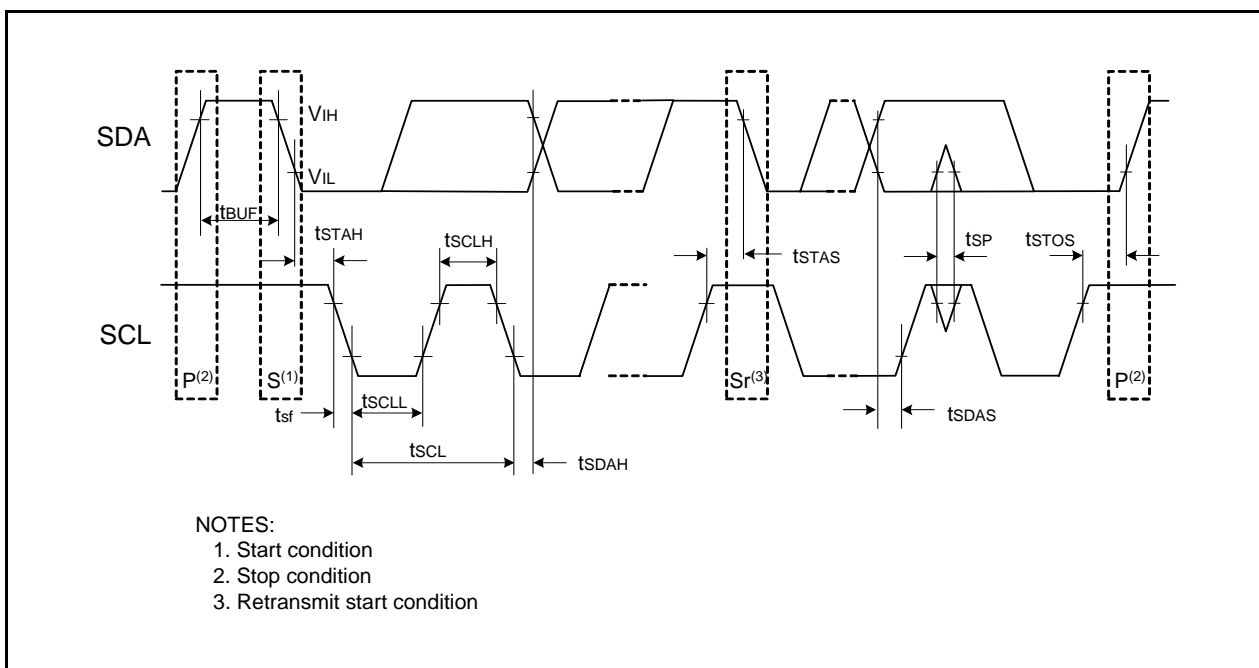 SDA
VIH
VIL
tBUF
tSTAH
tSCLH
tSTAS
tSP
tSTOS
SCL
P(2)
S(1)
Sr(3)
P(2)
tsf
tSCLL
tSDAS
tSCL
tSDAH
NOTES:
1. Start condition
2. Stop condition
3. Retransmit start condition